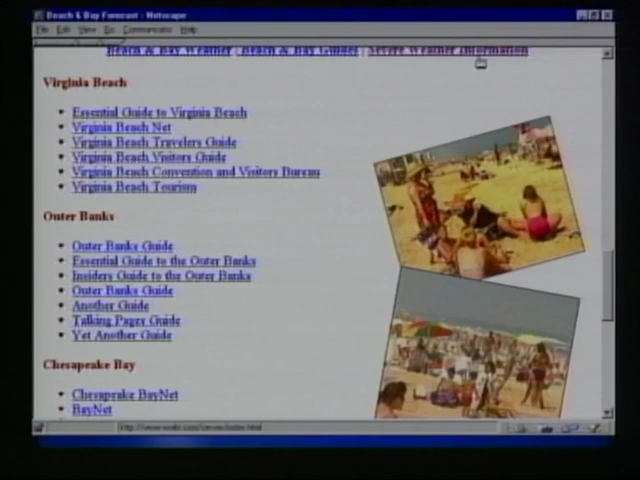 Beach & Bay Forecast - Netscape
File Edit View Go Communicator Help
Beach & Bay Weather | Beach & Bay Guides | Severe Weather Information
Virginia Beach
Essential Guide to Virginia Beach
Virginia Beach Net
Virginia Beach Travelers Guide
Virginia Beach Visitors Guide
Virginia Beach Convention and Visitors Bureau
Virginia Beach Tourism
Outer Banks
Outer Banks Guide
Essential Guide to the Outer Banks
Insiders Guide to the Outer Banks
Outer Banks Guide
Another Guide
Talking Pages Guide
Yet Another Guide
Chesapeake Bay
Chesapeake BayNet
BayNet